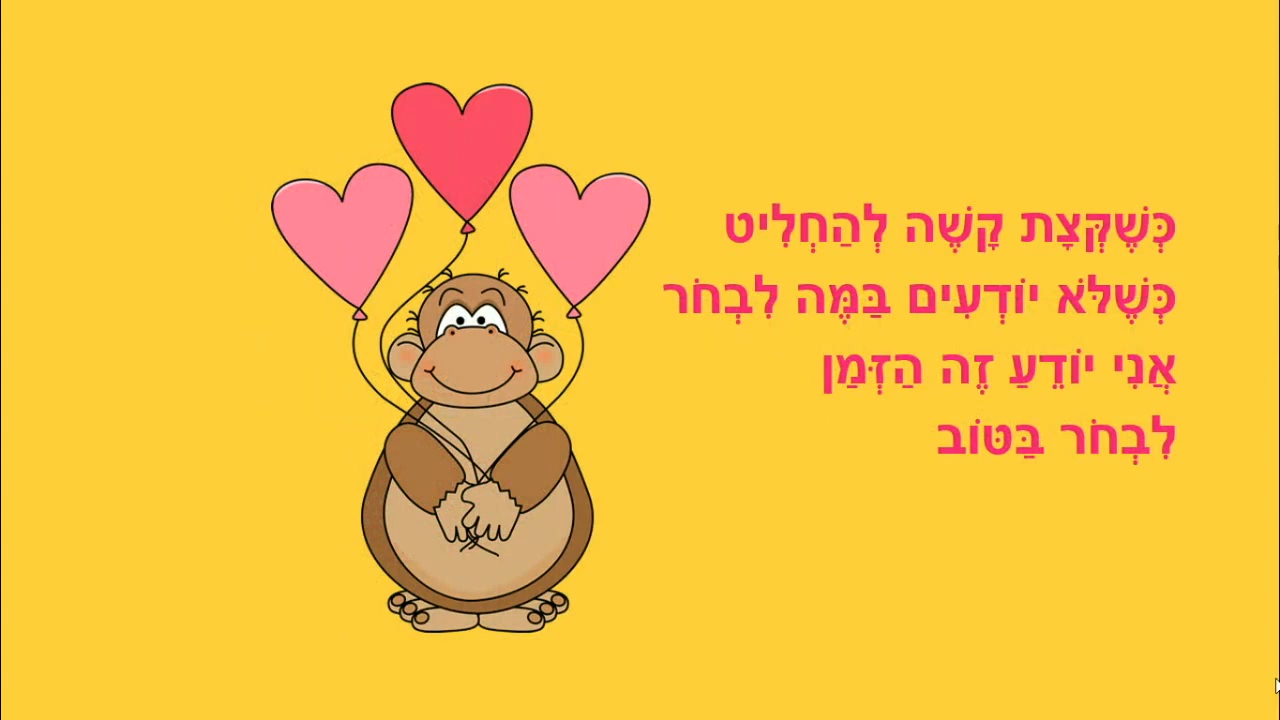 כְּשֶׁקְּצָת קָשֶׁה לְהַחְלִיט
כְּשֶׁלֹּא יוֹדְעִים בַּמֶּה לִבְחֹר
אֲנִי יוֹדֵעַ זֶה הַזְּמַן
לִבְחֹר בַּטּוֹב